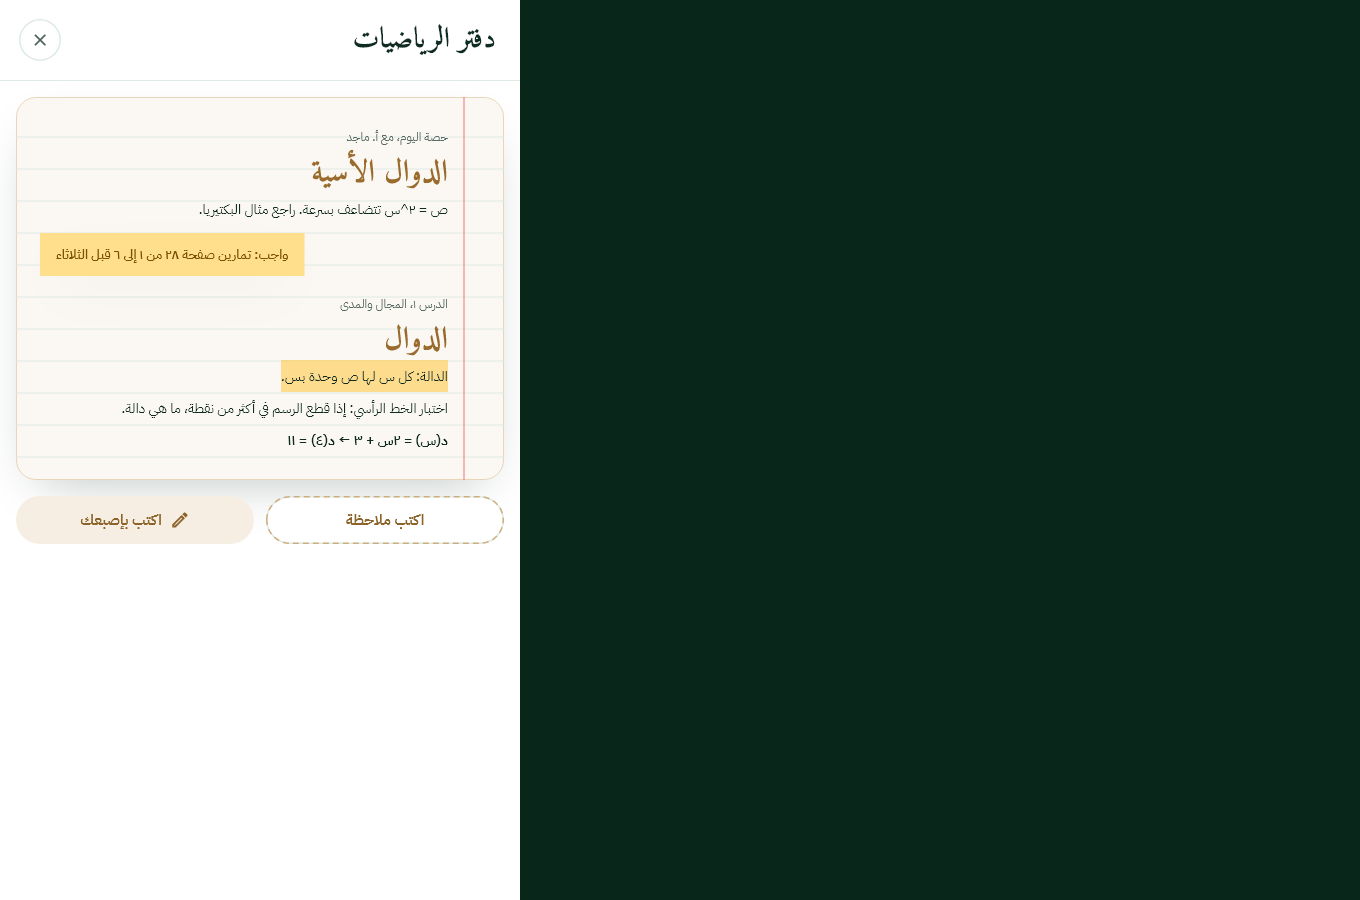 دفتر الرياضيات
حصة اليوم، مع أ. ماجد
الدوال الأسية
ص = ٢^س تتضاعف بسرعة. راجع مثال البكتيريا.
واجب: تمارين صفحة ٢٨ من ١ إلى ٦ قبل الثلاثاء
الدرس ١، المجال والمدى
الدوال
الدالة: كل س لها ص وحدة بس.
اختبار الخط الرأسي: إذا قطع الرسم في أكثر من نقطة، ما هي دالة.
د(س) = ٢س + ٣ ← د(٤) = ١١
اكتب ملاحظة
اكتب بإصبعك